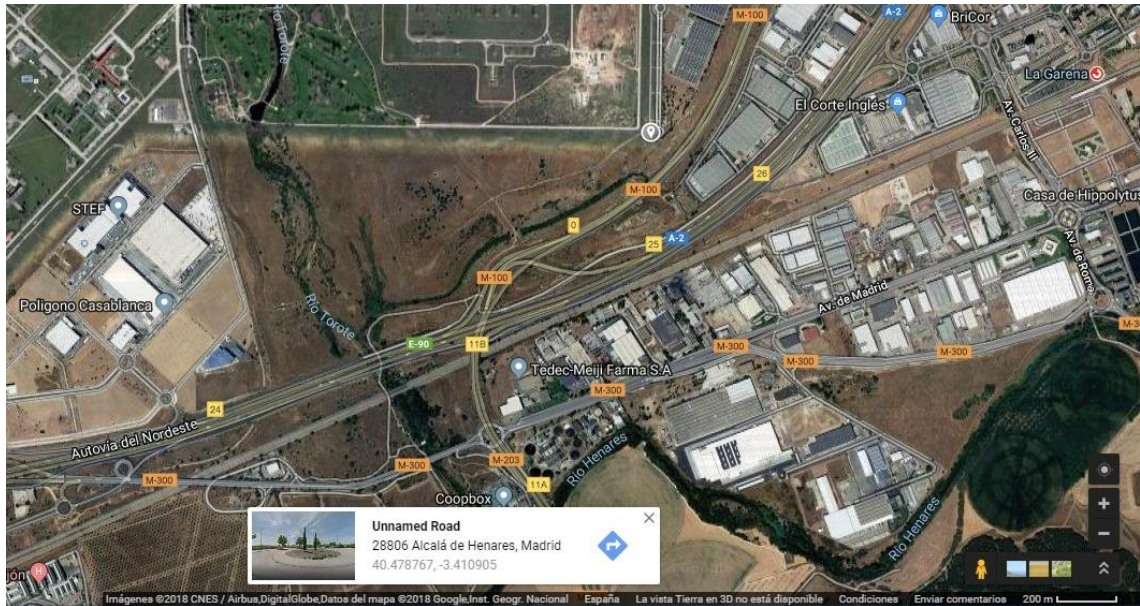 M-100
A-2
A-2
BriCor
La Garena
Río Torote
El Corte Inglés
Av. Carlos III
26
M-100
STEF
0
Casa de Hippolytus
25
A-2
Av. de Roma
M-100
Polígono Casablanca
Río Torote
Av. de Madrid
E-90
11B
M-300
M-300
M-300
Tedec-Meiji Farma S.A
M-300
24
Autovía del Nordeste
Río Henares
M-300
M-203
M-300
11A
Coopbox
Río Henares
Unnamed Road
28806 Alcalá de Henares, Madrid
40.478767, -3.410905
jón
H
Imágenes ©2018 CNES / Airbus,DigitalGlobe,Datos del mapa ©2018 Google,Inst. Geogr. Nacional España La vista Tierra en 3D no está disponible Condiciones Enviar comentarios 200 m